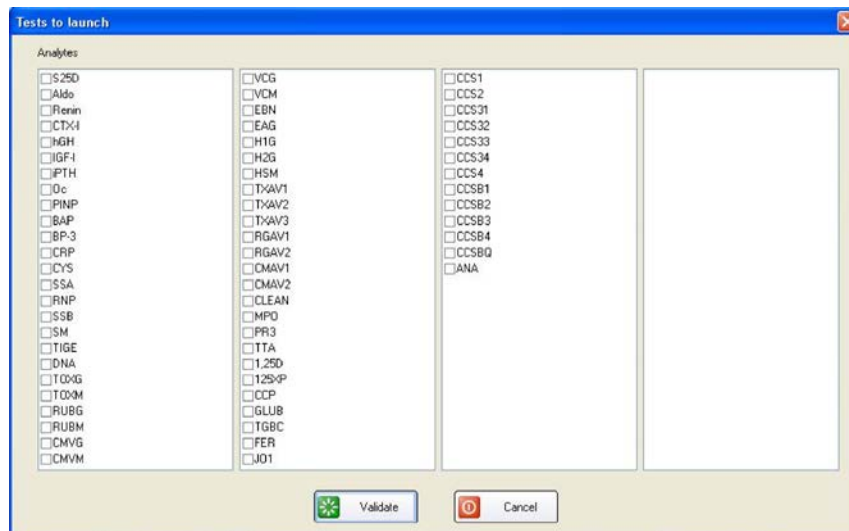 Tests to launch
Analytes
S25D
Aldo
Renin
CTX-I
hGH
IGF-I
iPTH
Oc
PINP
BAP
BP-3
CRP
CYS
SSA
RNP
SSB
SM
TIGE
DNA
TOXG
TOXM
RUBG
RUBM
CMVG
CMVM
VCG
VCM
EBN
EAG
H1G
H2G
HSM
TXAV1
TXAV2
TXAV3
RGAV1
RGAV2
CMAV1
CMAV2
CLEAN
MPO
PR3
TTA
1,25D
125XP
CCP
GLUB
TGBC
FER
JO1
CCS1
CCS2
CCS31
CCS32
CCS33
CCS34
CCS4
CCSB1
CCSB2
CCSB3
CCSB4
CCSBQ
ANA
Validate
Cancel